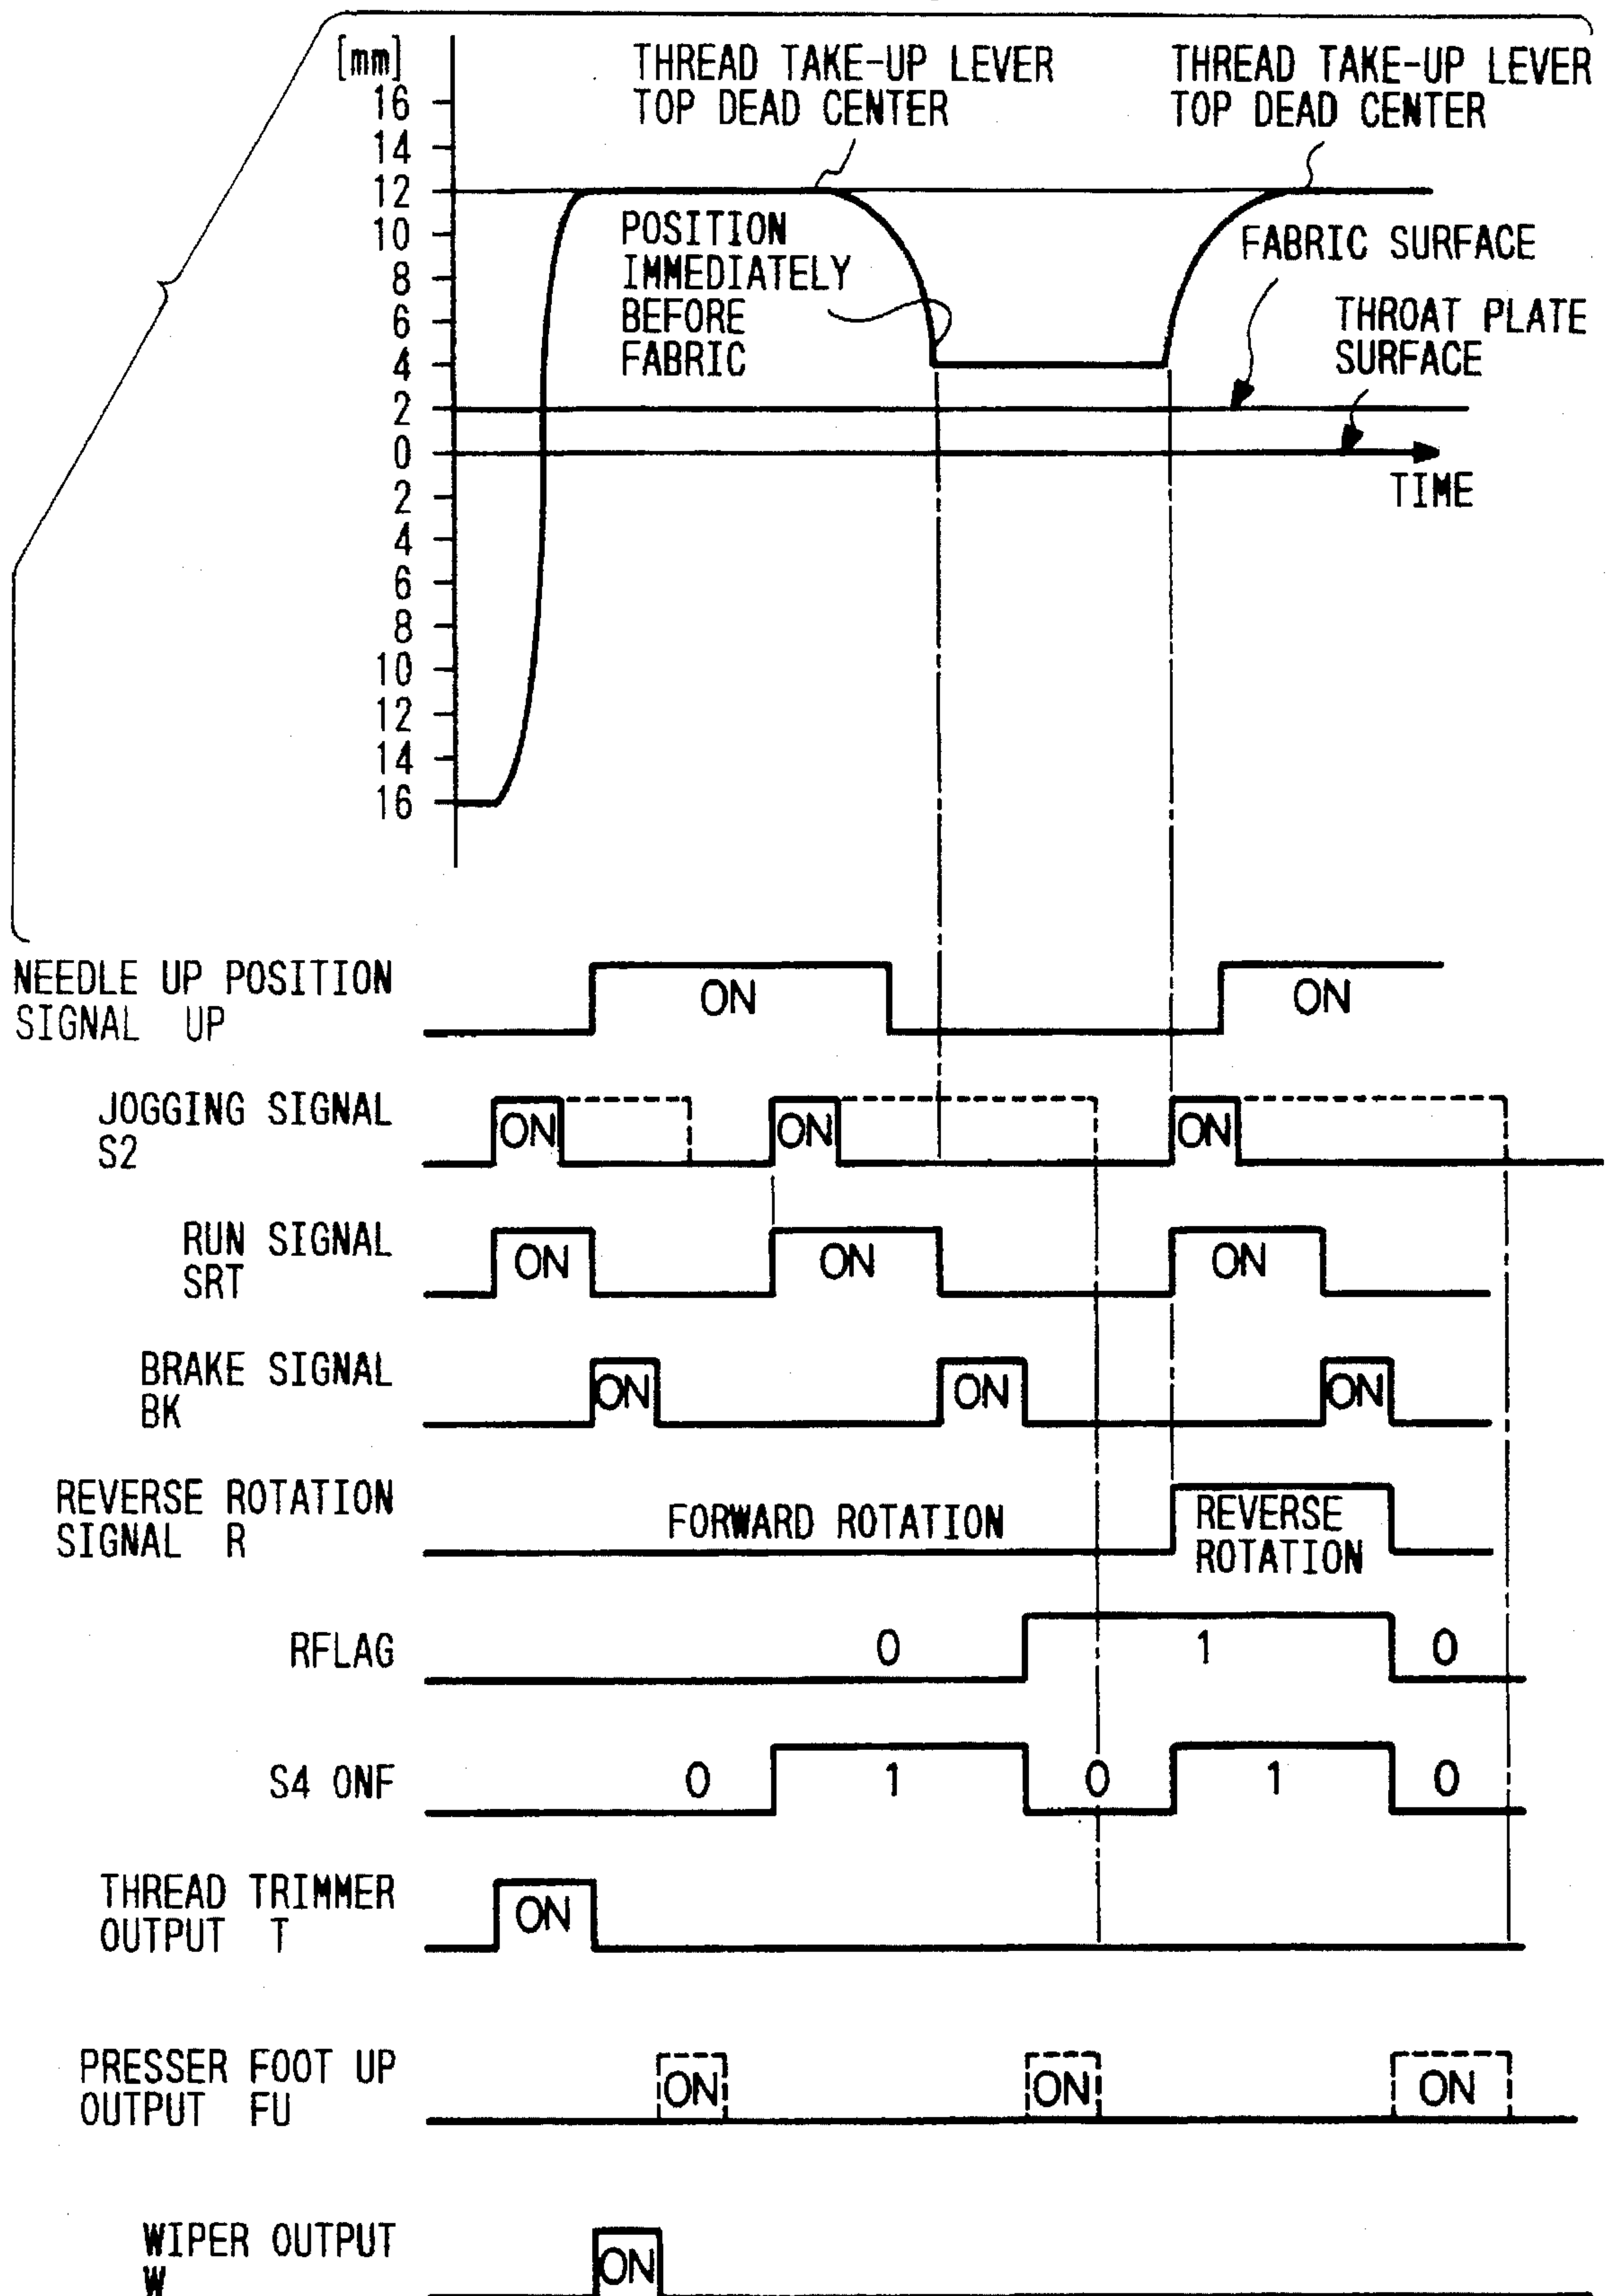 [mm]
THREAD TAKE-UP LEVER
TOP DEAD CENTER
THREAD TAKE-UP LEVER
TOP DEAD CENTER
16
14
12
10
8
6
4
2
0
2
4
6
8
10
12
14
16
POSITION
IMMEDIATELY
BEFORE
FABRIC
FABRIC SURFACE
THROAT PLATE
SURFACE
TIME
NEEDLE UP POSITION
SIGNAL UP
ON
ON
JOGGING SIGNAL
S2
ON
ON
ON
RUN SIGNAL
SRT
ON
ON
ON
BRAKE SIGNAL
BK
ON
ON
ON
REVERSE ROTATION
SIGNAL R
FORWARD ROTATION
REVERSE
ROTATION
RFLAG
0
1
0
S4 ONF
0
1
0
1
0
THREAD TRIMMER
OUTPUT T
ON
PRESSER FOOT UP
OUTPUT FU
ON
ON
ON
WIPER OUTPUT
W
ON